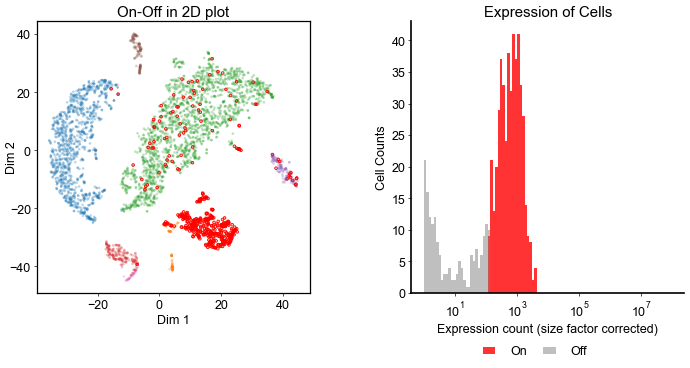 On-Off in 2D plot
Dim 2
40
20
0
−20
−40
−20 0 20 40
Dim 1
Expression of Cells
Cell Counts
40
35
30
25
20
15
10
5
0
10^1 10^3 10^5 10^7
Expression count (size factor corrected)
On Off